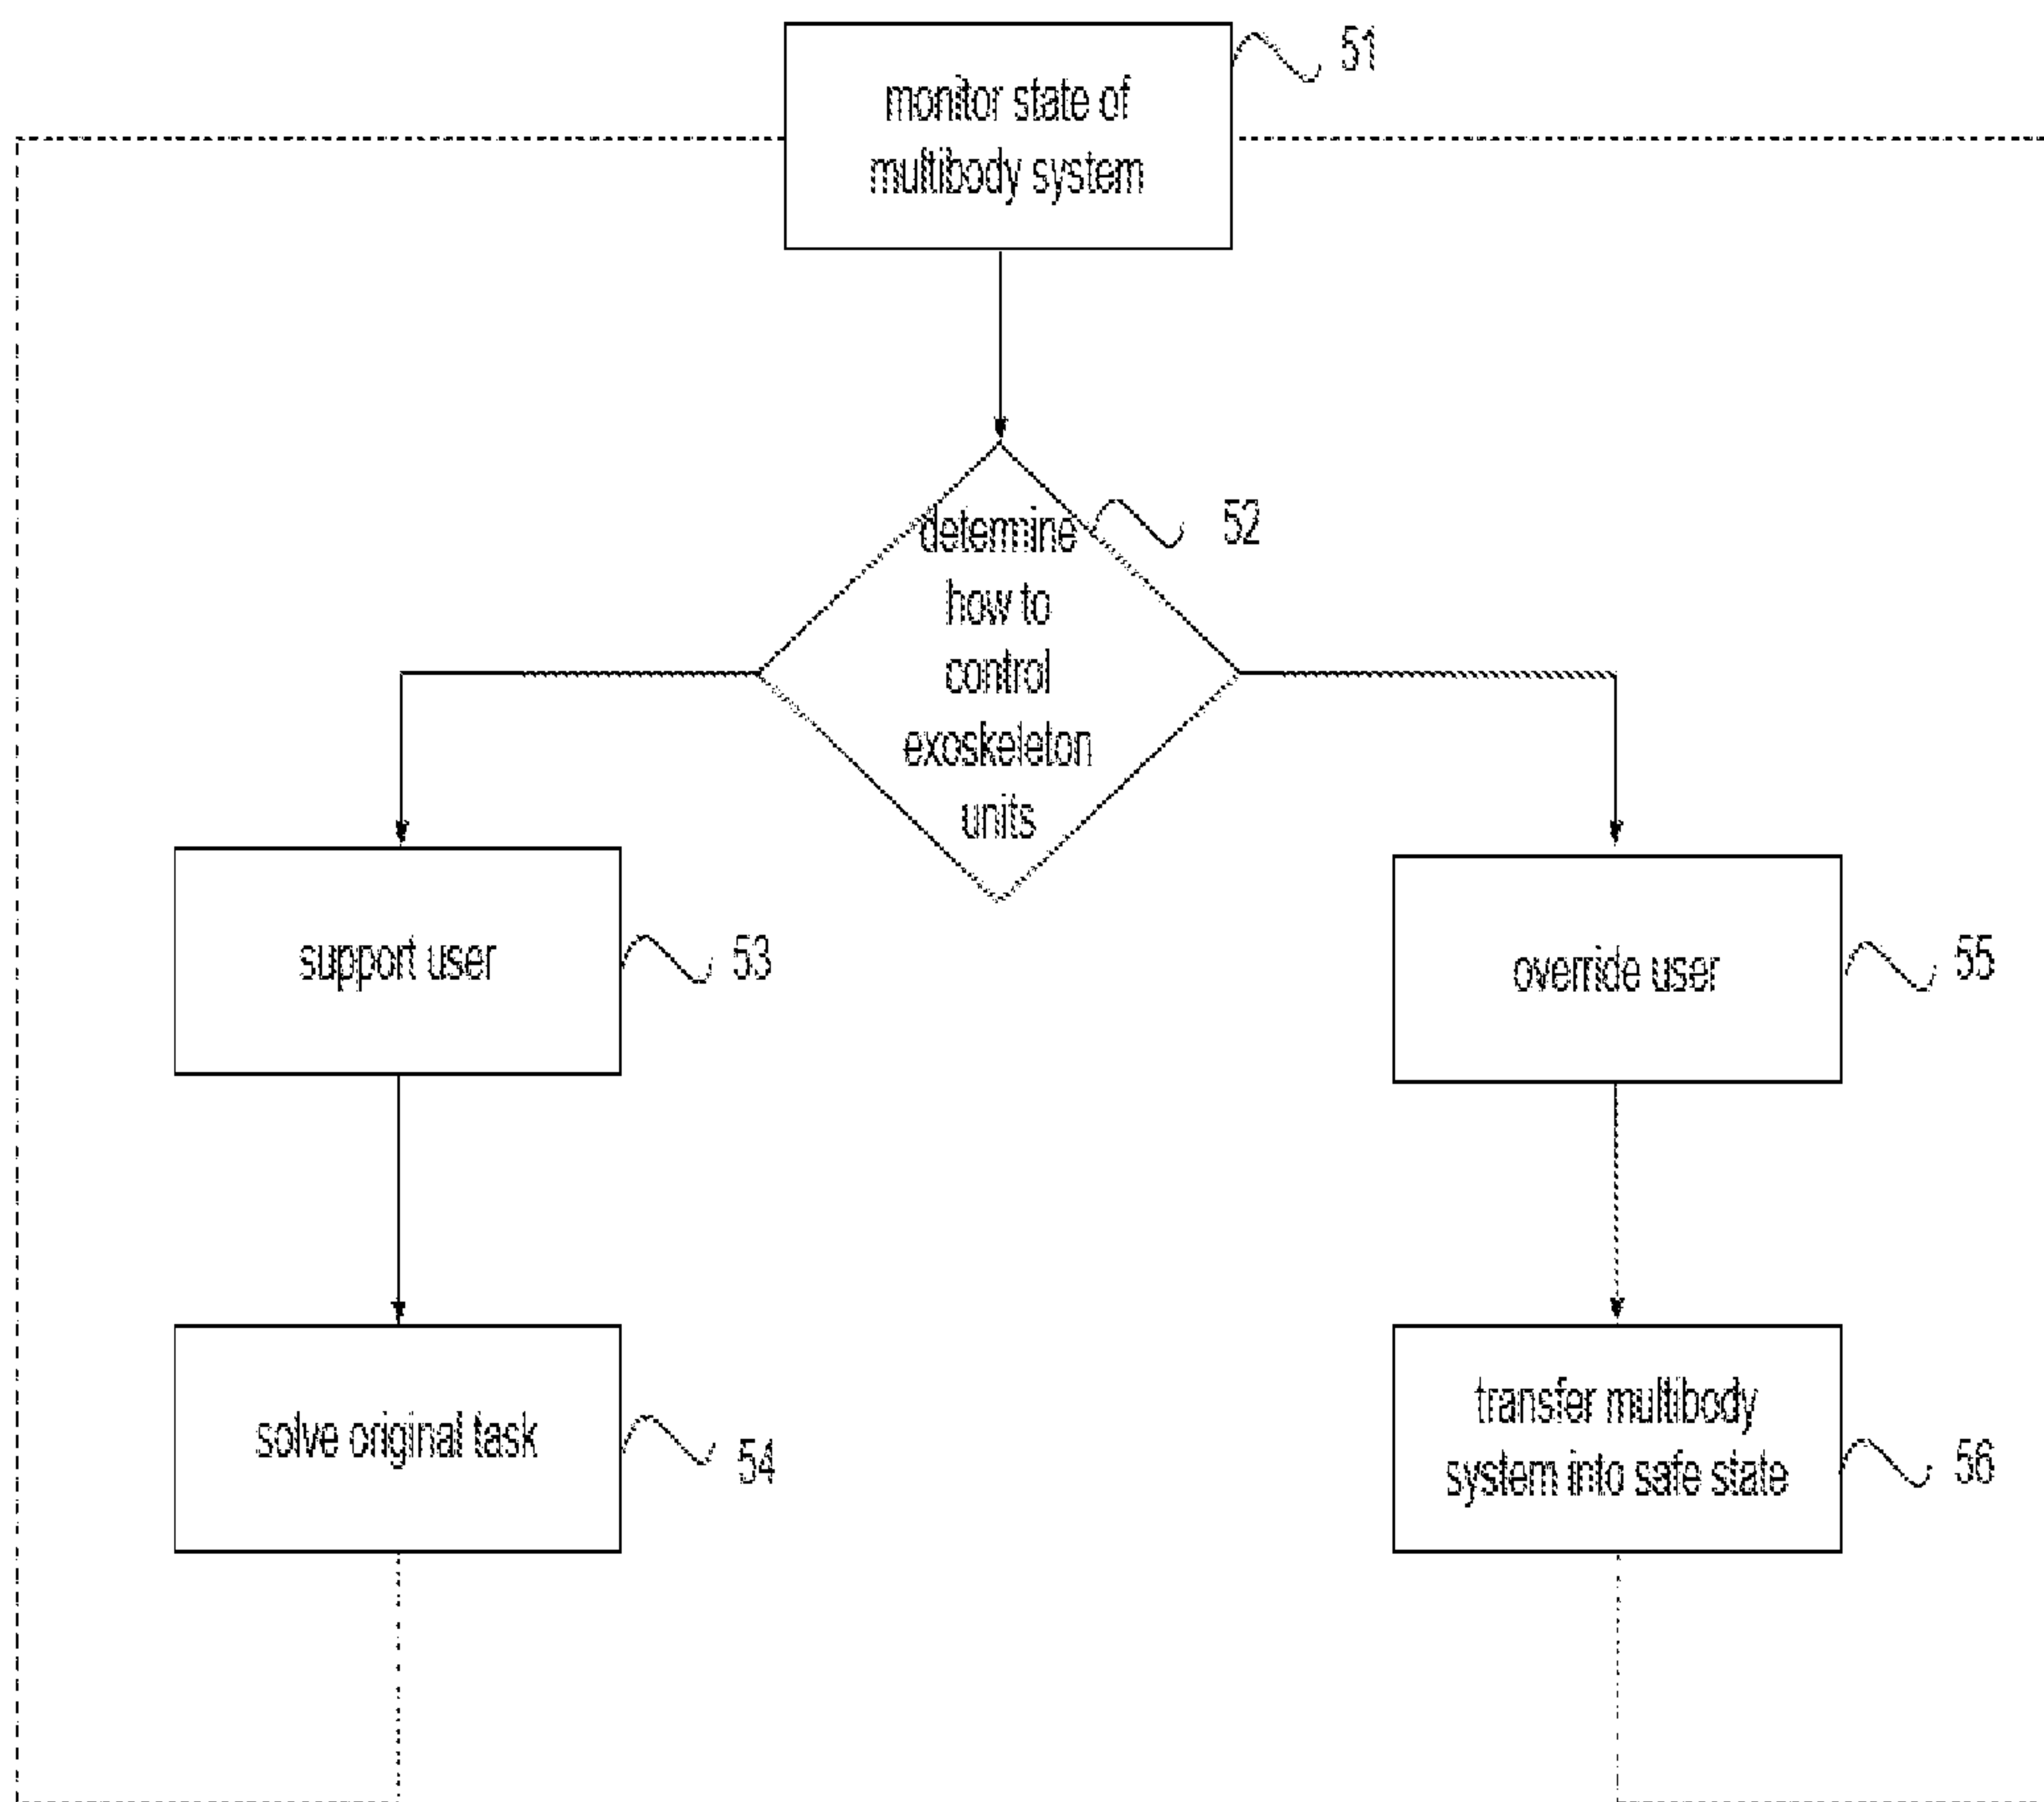 51
monitor state of
multibody system
52
determine
how to
control
exoskeleton
units
support user
53
override user
55
solve original task
54
transfer multibody
system into safe state
56